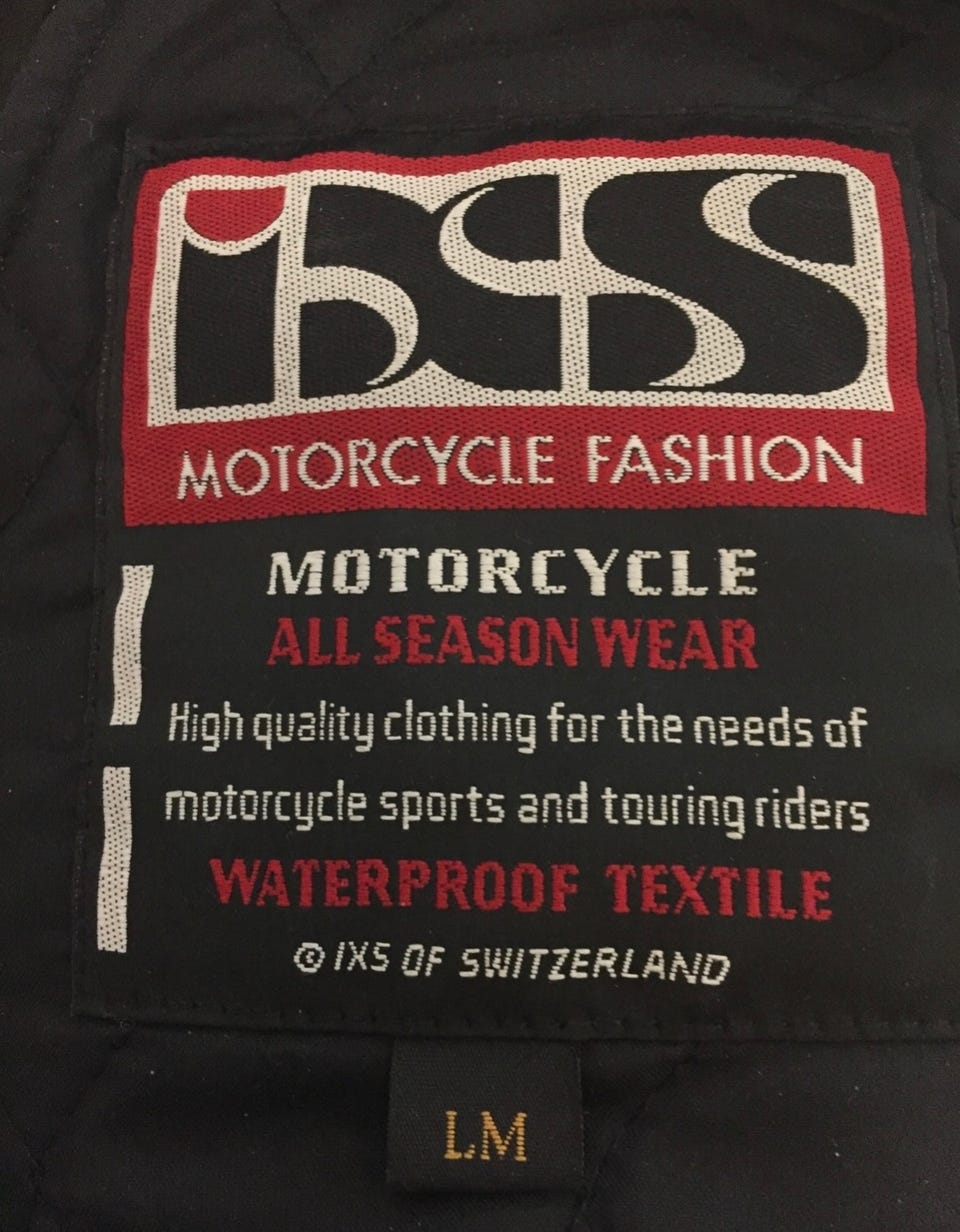 iXS
MOTORCYCLE FASHION
MOTORCYCLE
ALL SEASON WEAR
High quality clothing for the needs of
motorcycle sports and touring riders
WATERPROOF TEXTILE
© IXS OF SWITZERLAND
LM